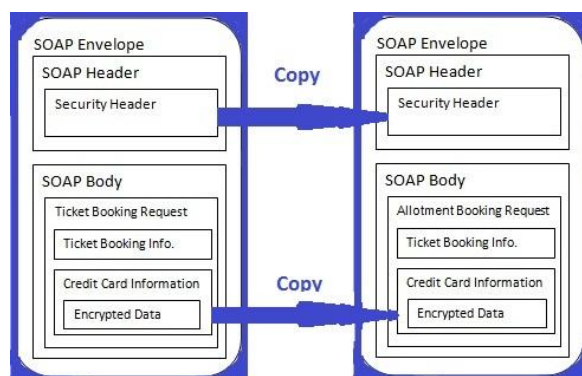 SOAP Envelope
SOAP Header
Security Header
SOAP Body
Ticket Booking Request
Ticket Booking Info.
Credit Card Information
Encrypted Data
Copy
Copy
SOAP Envelope
SOAP Header
Security Header
SOAP Body
Allotment Booking Request
Ticket Booking Info.
Credit Card Information
Encrypted Data